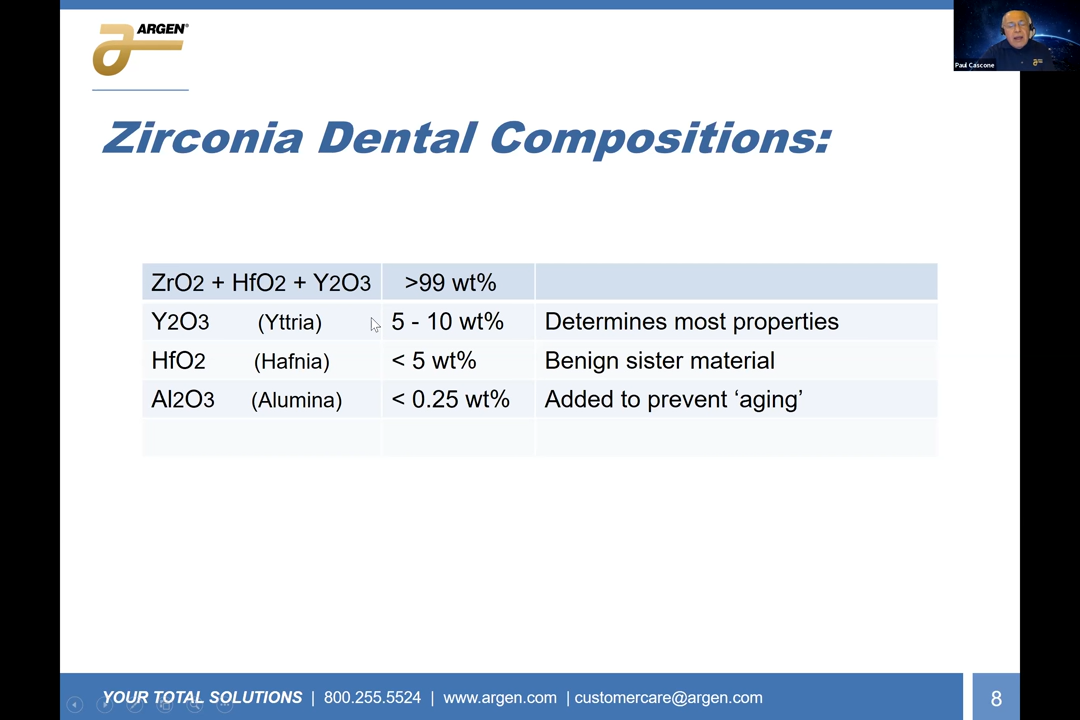 ARGEN®
Paul Cascone
Zirconia Dental Compositions:
ZrO2 + HfO2 + Y2O3 >99 wt%
Y2O3 (Yttria) 5 - 10 wt% Determines most properties
HfO2 (Hafnia) < 5 wt% Benign sister material
Al2O3 (Alumina) < 0.25 wt% Added to prevent ‘aging’
YOUR TOTAL SOLUTIONS | 800.255.5524 | www.argen.com | customercare@argen.com
8